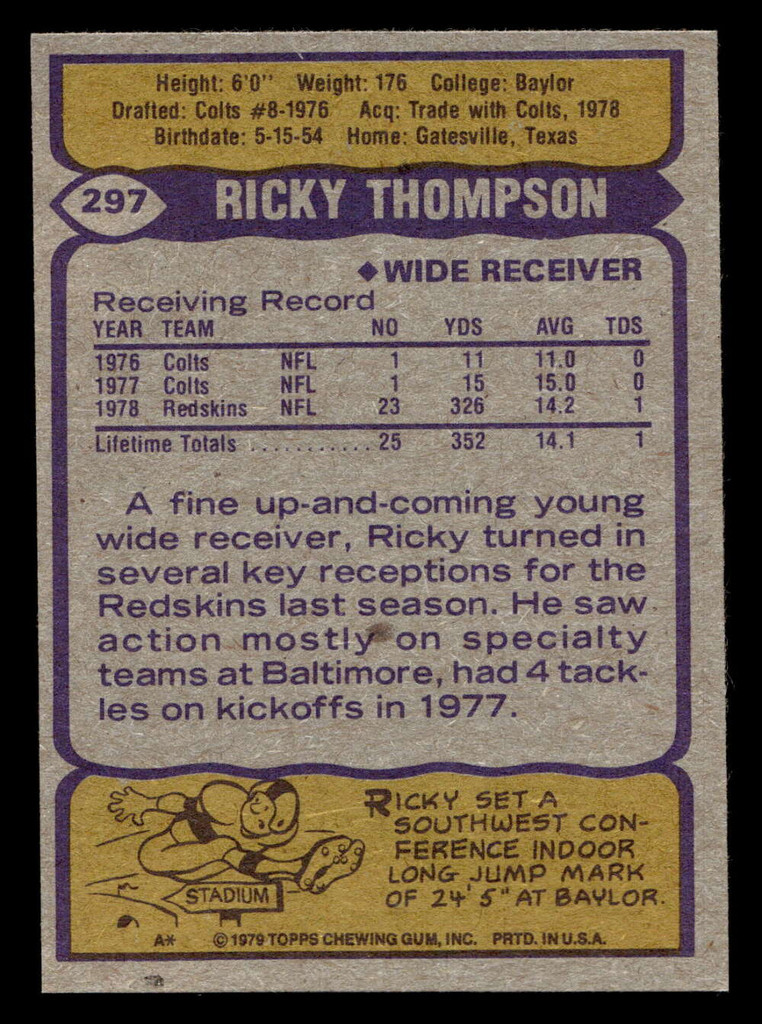 Height: 6'0" Weight: 176 College: Baylor
Drafted: Colts #8-1976 Acq: Trade with Colts, 1978
Birthdate: 5-15-54 Home: Gatesville, Texas
297 RICKY THOMPSON
◆WIDE RECEIVER
Receiving Record
YEAR TEAM NO YDS AVG TDS
1976 Colts NFL 1 11 11.0 0
1977 Colts NFL 1 15 15.0 0
1978 Redskins NFL 23 326 14.2 1
Lifetime Totals ........... 25 352 14.1 1
A fine up-and-coming young
wide receiver, Ricky turned in
several key receptions for the
Redskins last season. He saw
action mostly on specialty
teams at Baltimore, had 4 tack-
les on kickoffs in 1977.
RICKY SET A
SOUTHWEST CON-
FERENCE INDOOR
LONG JUMP MARK
OF 24' 5" AT BAYLOR.
STADIUM
A* © 1979 TOPPS CHEWING GUM, INC. PRTD. IN U.S.A.